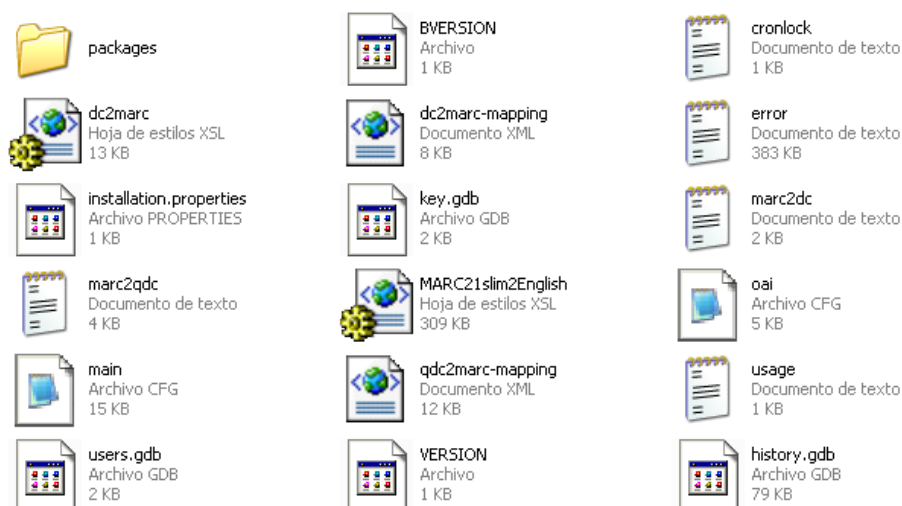 packages
BVERSION
Archivo
1 KB
cronlock
Documento de texto
1 KB
dc2marc
Hoja de estilos XSL
13 KB
dc2marc-mapping
Documento XML
8 KB
error
Documento de texto
383 KB
installation.properties
Archivo PROPERTIES
1 KB
key.gdb
Archivo GDB
2 KB
marc2dc
Documento de texto
2 KB
marc2qdc
Documento de texto
4 KB
MARC21slim2English
Hoja de estilos XSL
309 KB
oai
Archivo CFG
5 KB
main
Archivo CFG
15 KB
qdc2marc-mapping
Documento XML
12 KB
usage
Documento de texto
1 KB
users.gdb
Archivo GDB
2 KB
VERSION
Archivo
1 KB
history.gdb
Archivo GDB
79 KB